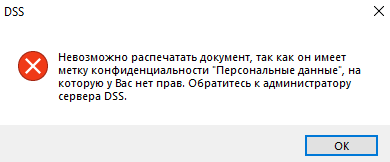 DSS
Невозможно распечатать документ, так как он имеет
метку конфиденциальности "Персональные данные", на
которую у Вас нет прав. Обратитесь к администратору
сервера DSS.
OK